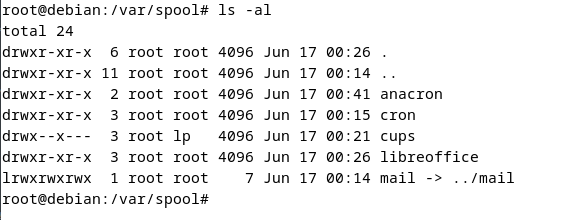 root@debian:/var/spool# ls -al
total 24
drwxr-xr-x  6 root root 4096 Jun 17 00:26 .
drwxr-xr-x 11 root root 4096 Jun 17 00:14 ..
drwxr-xr-x  2 root root 4096 Jun 17 00:41 anacron
drwxr-xr-x  3 root root 4096 Jun 17 00:15 cron
drwx--x---  3 root lp   4096 Jun 17 00:21 cups
drwxr-xr-x  3 root root 4096 Jun 17 00:26 libreoffice
lrwxrwxrwx  1 root root    7 Jun 17 00:14 mail -> ../mail
root@debian:/var/spool#